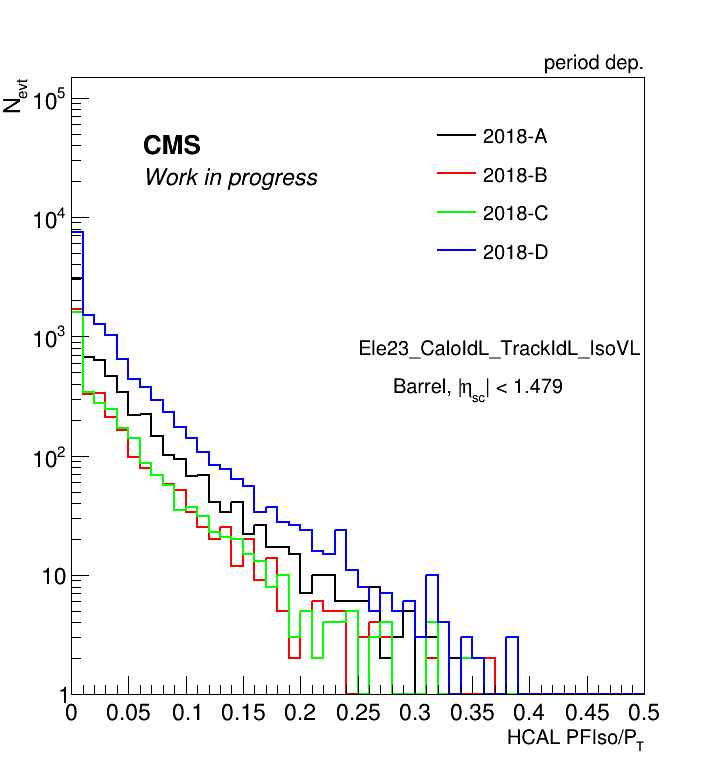 period dep.
N_evt
10^5
10^4
10^3
10^2
10
1
CMS
Work in progress
2018-A
2018-B
2018-C
2018-D
Ele23_CaloIdL_TrackIdL_IsoVL
Barrel, |η_sc| < 1.479
0 0.05 0.1 0.15 0.2 0.25 0.3 0.35 0.4 0.45 0.5
HCAL PFIso/P_T